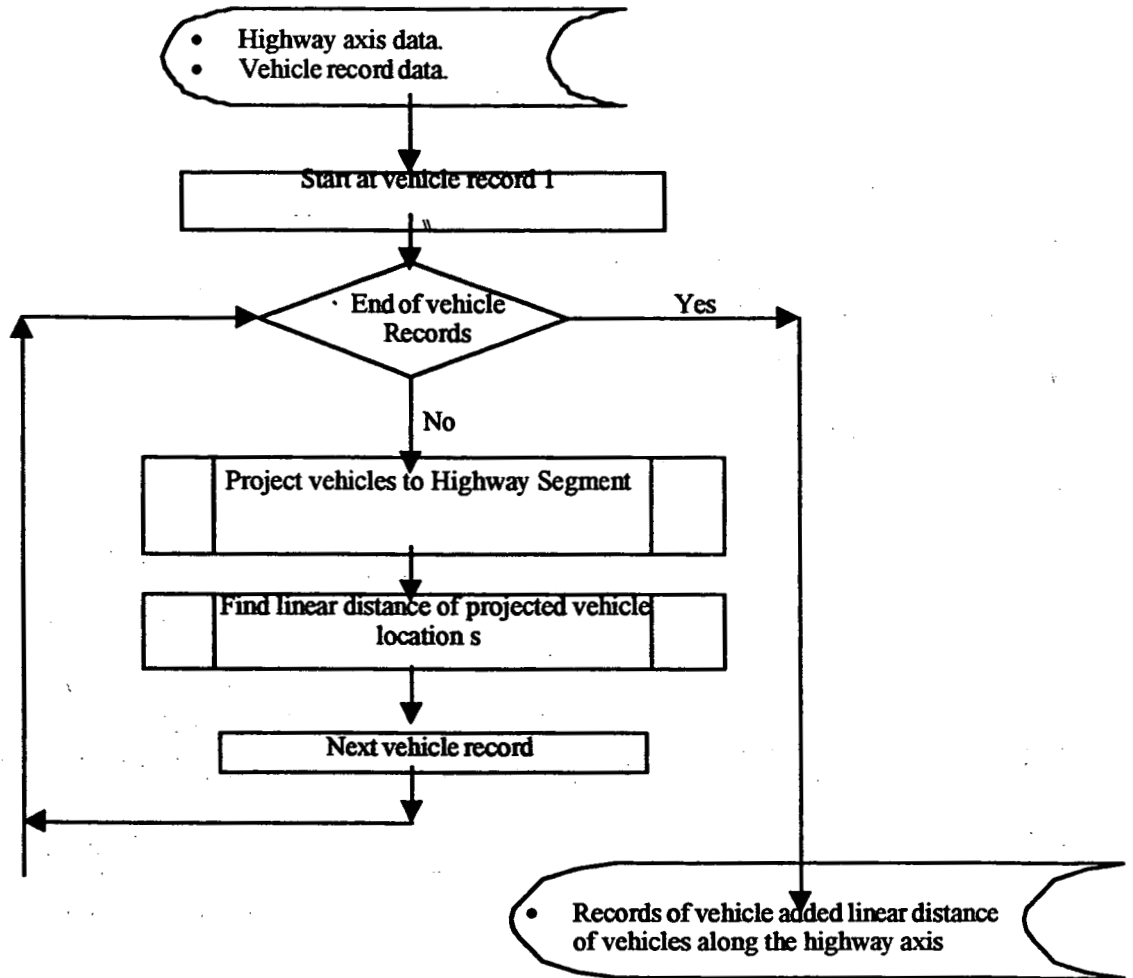 • Highway axis data.
• Vehicle record data.
Start at vehicle record 1
End of vehicle
Records
Yes
No
Project vehicles to Highway Segment
Find linear distance of projected vehicle
location s
Next vehicle record
• Records of vehicle added linear distance
of vehicles along the highway axis